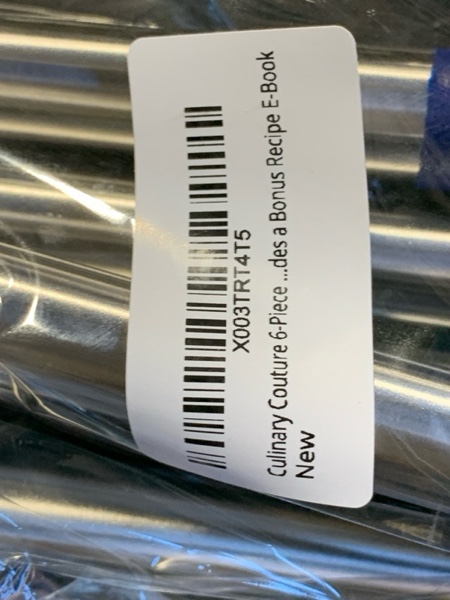 X003TRT4T5
Culinary Couture 6-Piece ...des a Bonus Recipe E-Book
New